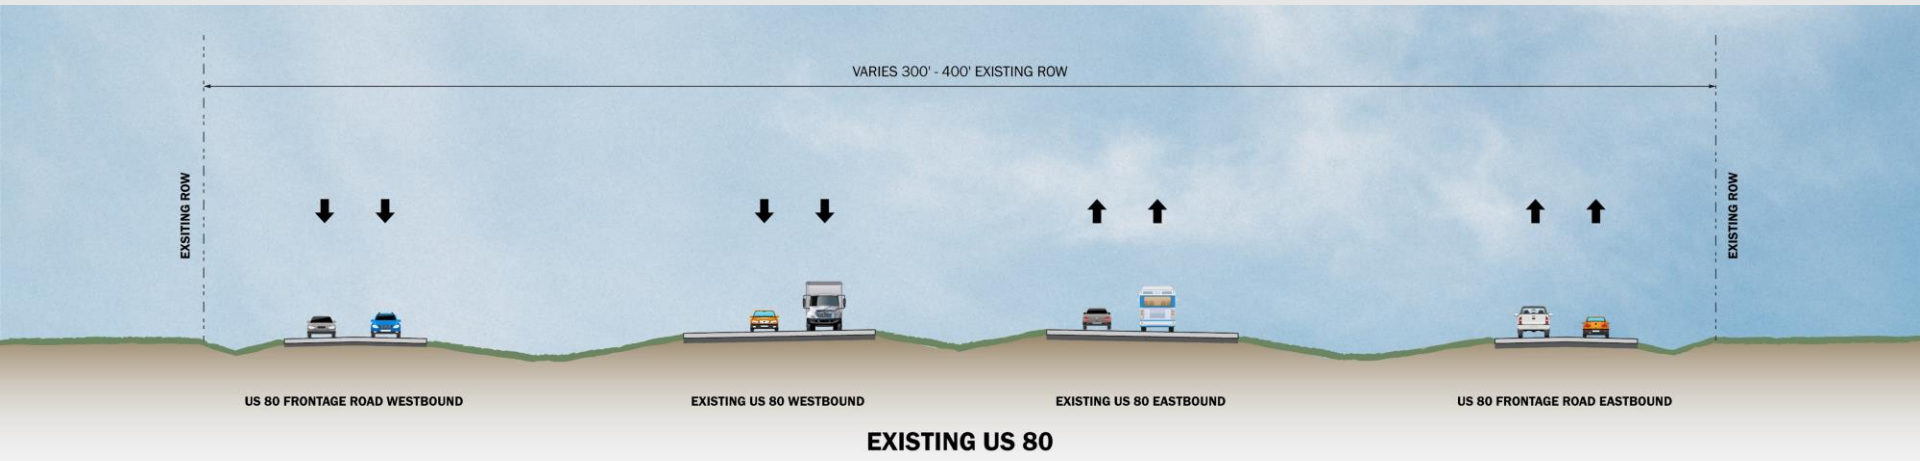 VARIES 300' - 400' EXISTING ROW
EXSITING ROW
EXISTING ROW
US 80 FRONTAGE ROAD WESTBOUND
EXISTING US 80 WESTBOUND
EXISTING US 80 EASTBOUND
US 80 FRONTAGE ROAD EASTBOUND
EXISTING US 80